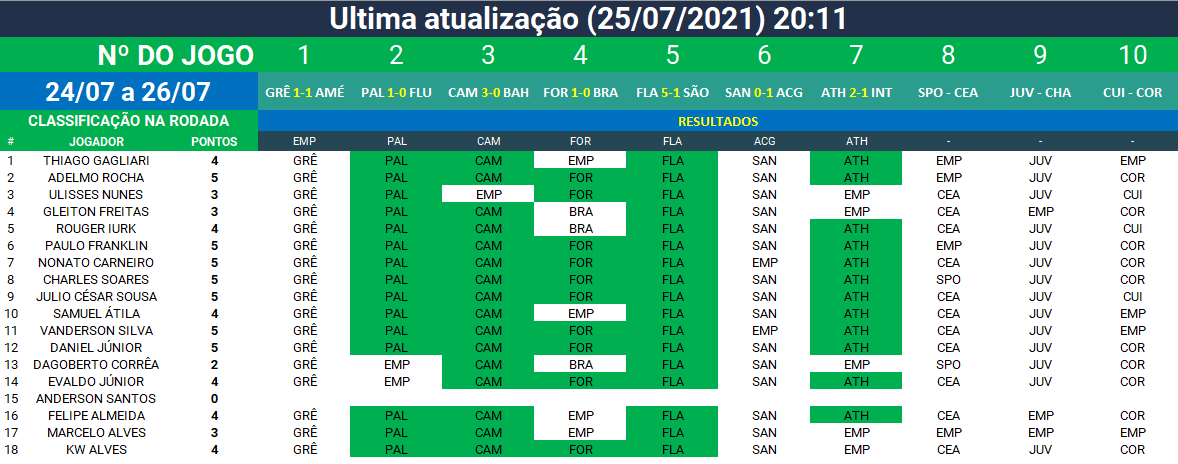 Ultima atualização (25/07/2021) 20:11
Nº DO JOGO 1 2 3 4 5 6 7 8 9 10
24/07 a 26/07 GRÊ 1-1 AMÉ PAL 1-0 FLU CAM 3-0 BAH FOR 1-0 BRA FLA 5-1 SÃO SAN 0-1 ACG ATH 2-1 INT SPO - CEA JUV - CHA CUI - COR
CLASSIFICAÇÃO NA RODADA RESULTADOS
# JOGADOR PONTOS EMP PAL CAM FOR FLA ACG ATH - - -
1 THIAGO GAGLIARI 4 GRÊ PAL CAM EMP FLA SAN ATH EMP JUV EMP
2 ADELMO ROCHA 5 GRÊ PAL CAM FOR FLA SAN ATH EMP JUV COR
3 ULISSES NUNES 3 GRÊ PAL EMP FOR FLA SAN EMP CEA JUV CUI
4 GLEITON FREITAS 3 GRÊ PAL CAM BRA FLA SAN EMP CEA EMP COR
5 ROUGER IURK 4 GRÊ PAL CAM BRA FLA SAN ATH CEA JUV CUI
6 PAULO FRANKLIN 5 GRÊ PAL CAM FOR FLA SAN ATH EMP JUV COR
7 NONATO CARNEIRO 5 GRÊ PAL CAM FOR FLA EMP ATH CEA JUV COR
8 CHARLES SOARES 5 GRÊ PAL CAM FOR FLA SAN ATH SPO JUV COR
9 JULIO CÉSAR SOUSA 5 GRÊ PAL CAM FOR FLA SAN ATH CEA JUV CUI
10 SAMUEL ÁTILA 4 GRÊ PAL CAM EMP FLA SAN ATH CEA JUV EMP
11 VANDERSON SILVA 5 GRÊ PAL CAM FOR FLA EMP ATH CEA JUV EMP
12 DANIEL JÚNIOR 5 GRÊ PAL CAM FOR FLA SAN ATH CEA JUV COR
13 DAGOBERTO CORRÊA 2 GRÊ EMP CAM BRA FLA SAN EMP SPO JUV COR
14 EVALDO JÚNIOR 4 GRÊ EMP CAM FOR FLA SAN ATH CEA JUV COR
15 ANDERSON SANTOS 0
16 FELIPE ALMEIDA 4 GRÊ PAL CAM EMP FLA SAN ATH CEA EMP COR
17 MARCELO ALVES 3 GRÊ PAL CAM EMP FLA SAN EMP EMP EMP EMP
18 KW ALVES 4 GRÊ PAL CAM FOR FLA SAN EMP CEA JUV COR